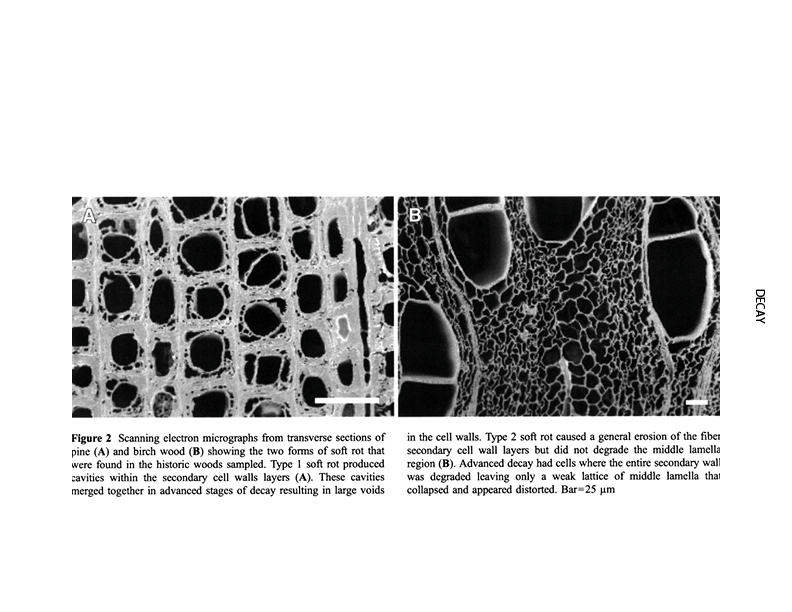 A
B
Figure 2 Scanning electron micrographs from transverse sections of
pine (A) and birch wood (B) showing the two forms of soft rot that
were found in the historic woods sampled. Type 1 soft rot produced
cavities within the secondary cell walls layers (A). These cavities
merged together in advanced stages of decay resulting in large voids
in the cell walls. Type 2 soft rot caused a general erosion of the fiber
secondary cell wall layers but did not degrade the middle lamella
region (B). Advanced decay had cells where the entire secondary wall
was degraded leaving only a weak lattice of middle lamella that
collapsed and appeared distorted. Bar=25 μm
DECAY